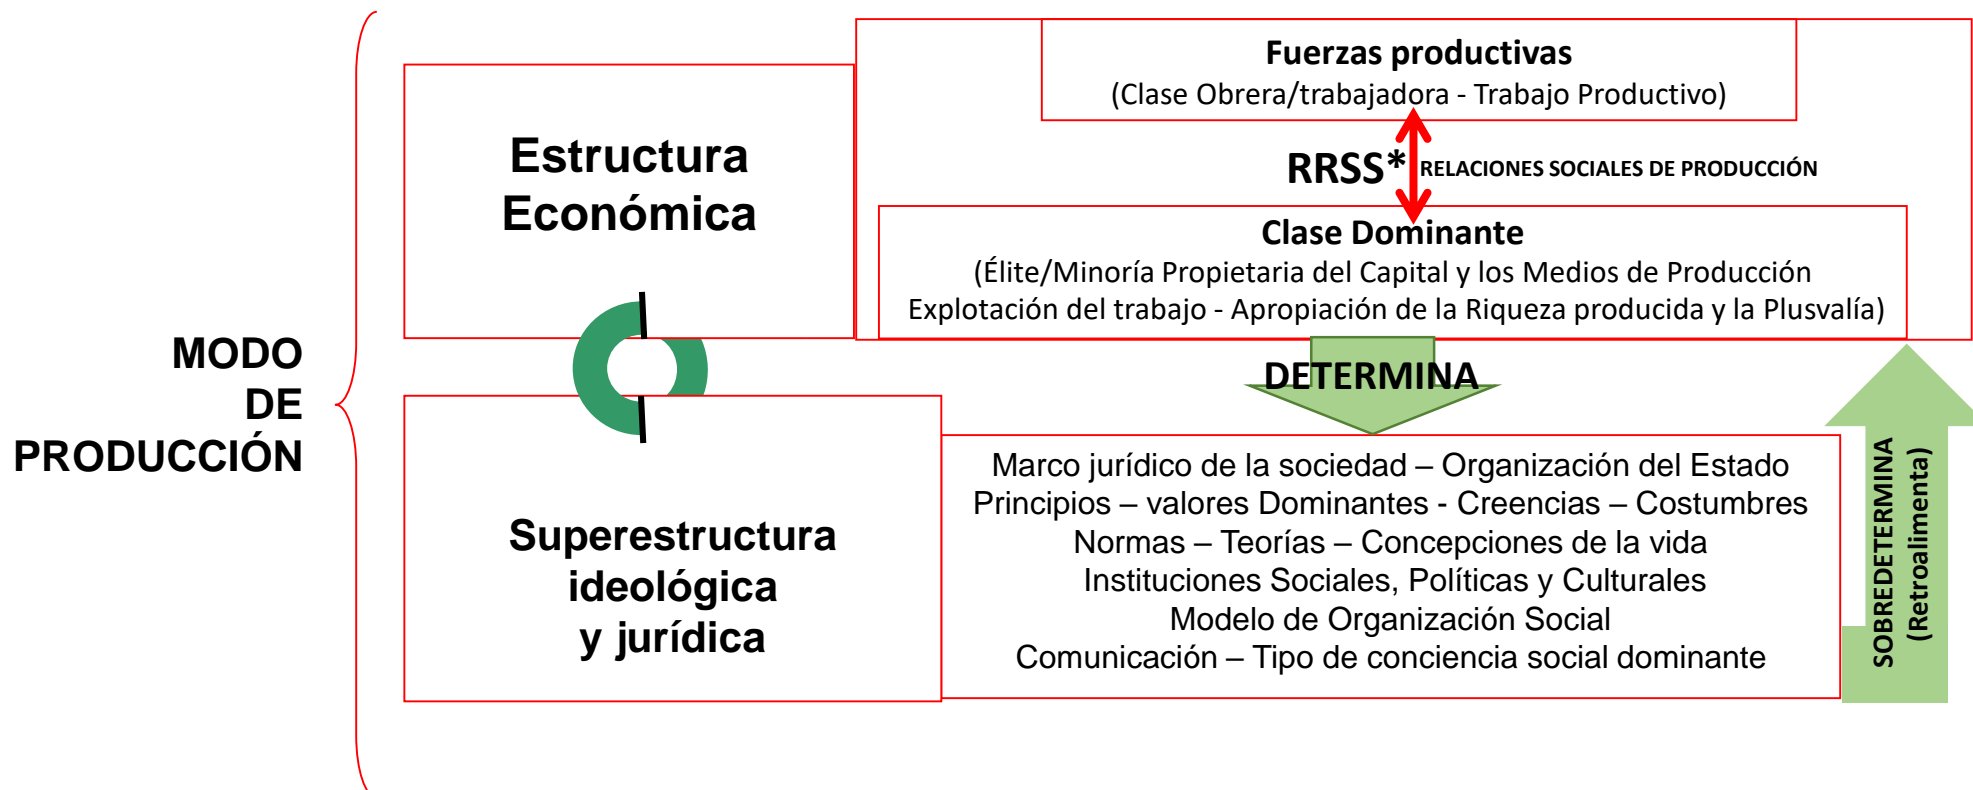 MODO
DE
PRODUCCIÓN
Estructura
Económica
Fuerzas productivas
(Clase Obrera/trabajadora - Trabajo Productivo)
RRSS* RELACIONES SOCIALES DE PRODUCCIÓN
Clase Dominante
(Élite/Minoría Propietaria del Capital y los Medios de Producción
Explotación del trabajo - Apropiación de la Riqueza producida y la Plusvalía)
DETERMINA
Superestructura
ideológica
y jurídica
Marco jurídico de la sociedad – Organización del Estado
Principios – valores Dominantes - Creencias – Costumbres
Normas – Teorías – Concepciones de la vida
Instituciones Sociales, Políticas y Culturales
Modelo de Organización Social
Comunicación – Tipo de conciencia social dominante
SOBREDETERMINA
(Retroalimenta)